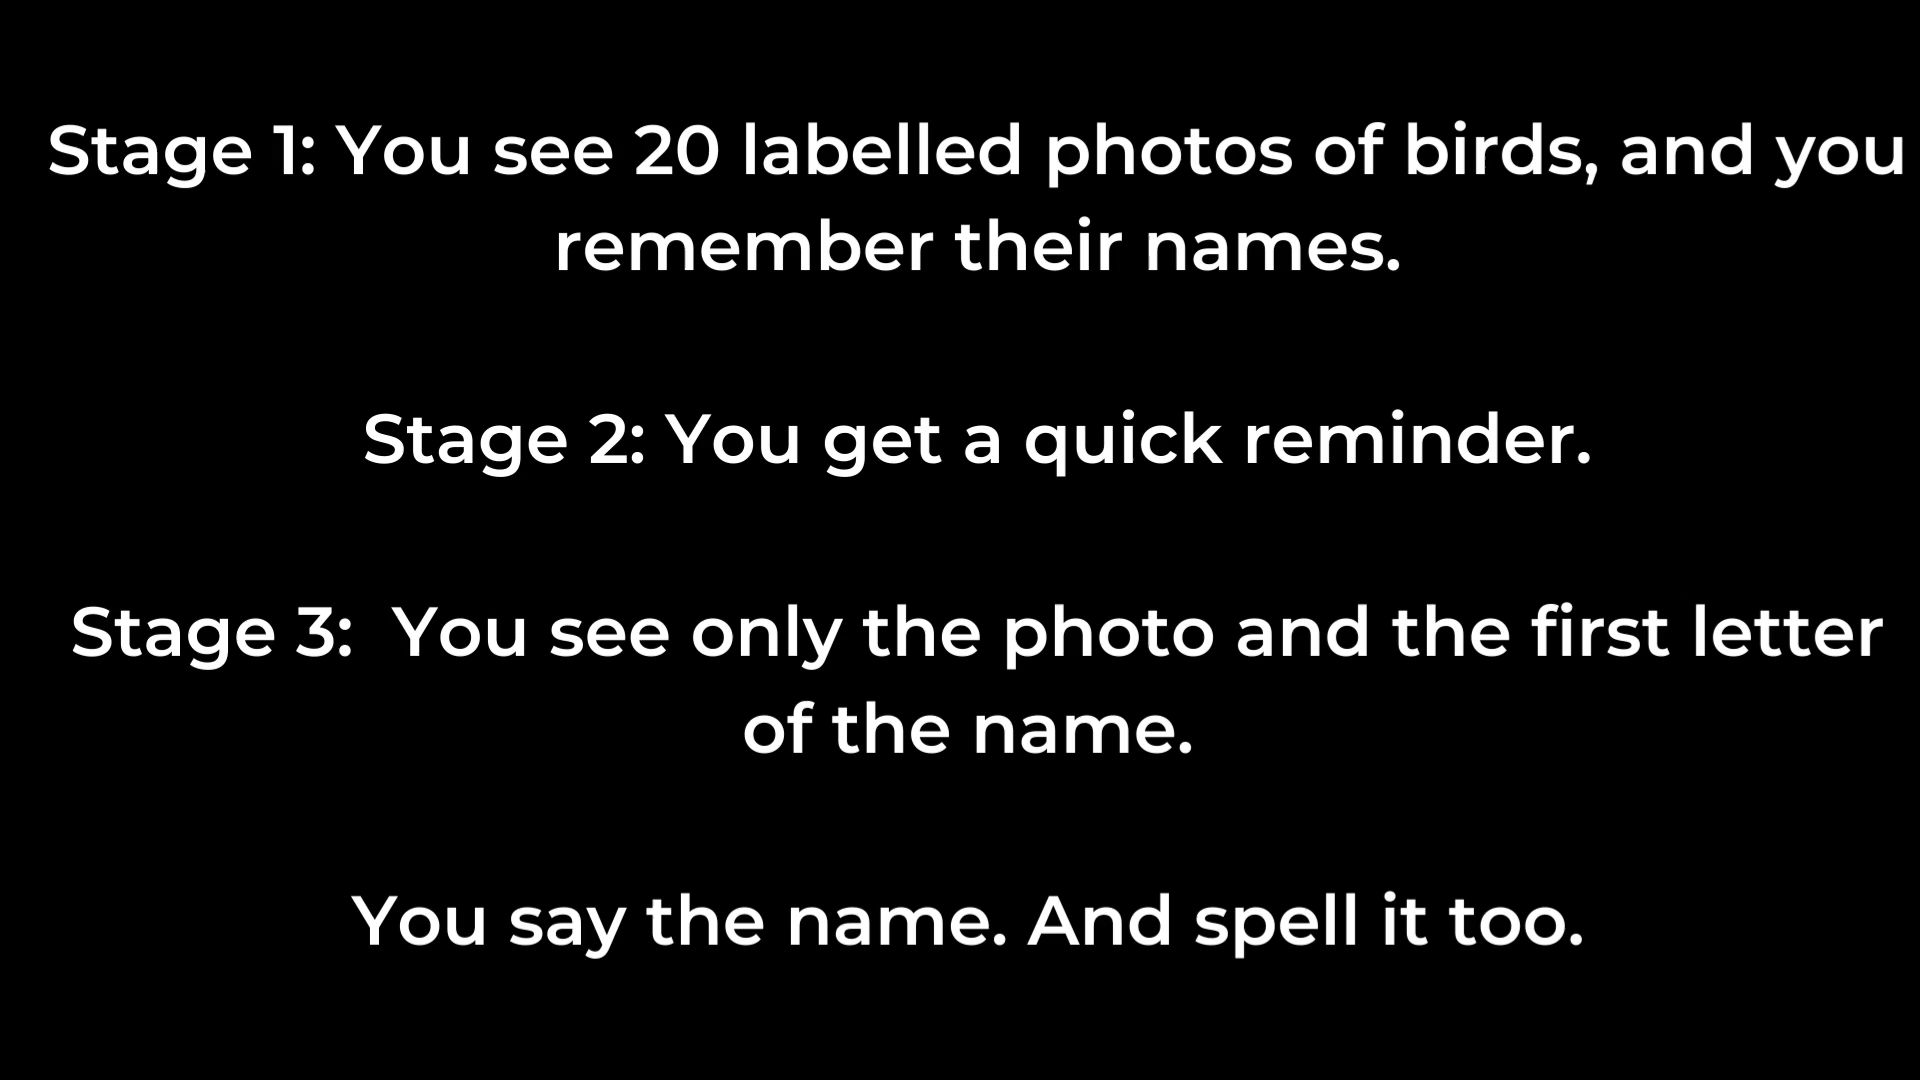 Stage 1: You see 20 labelled photos of birds, and you
remember their names.
Stage 2: You get a quick reminder.
Stage 3:  You see only the photo and the first letter
of the name.
You say the name. And spell it too.